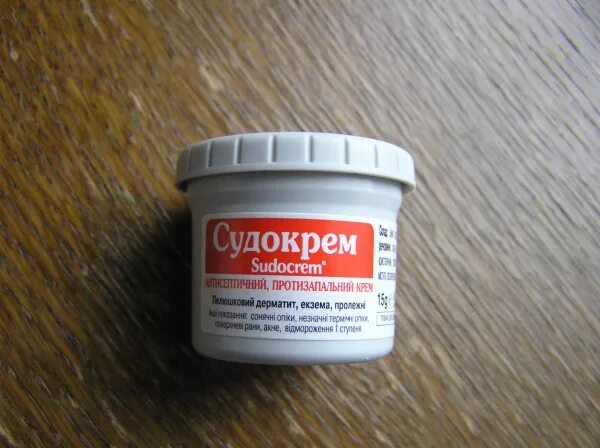 Судокрем
Sudocrem®
АНТИСЕПТИЧНИЙ, ПРОТИЗАПАЛЬНИЙ КРЕМ
Пелюшковий дерматит, екзема, пролежні
Інші показання: сонячні опіки, незначні термічні опіки,
поверхневі рани, акне, відмороження 1 ступеня
15g